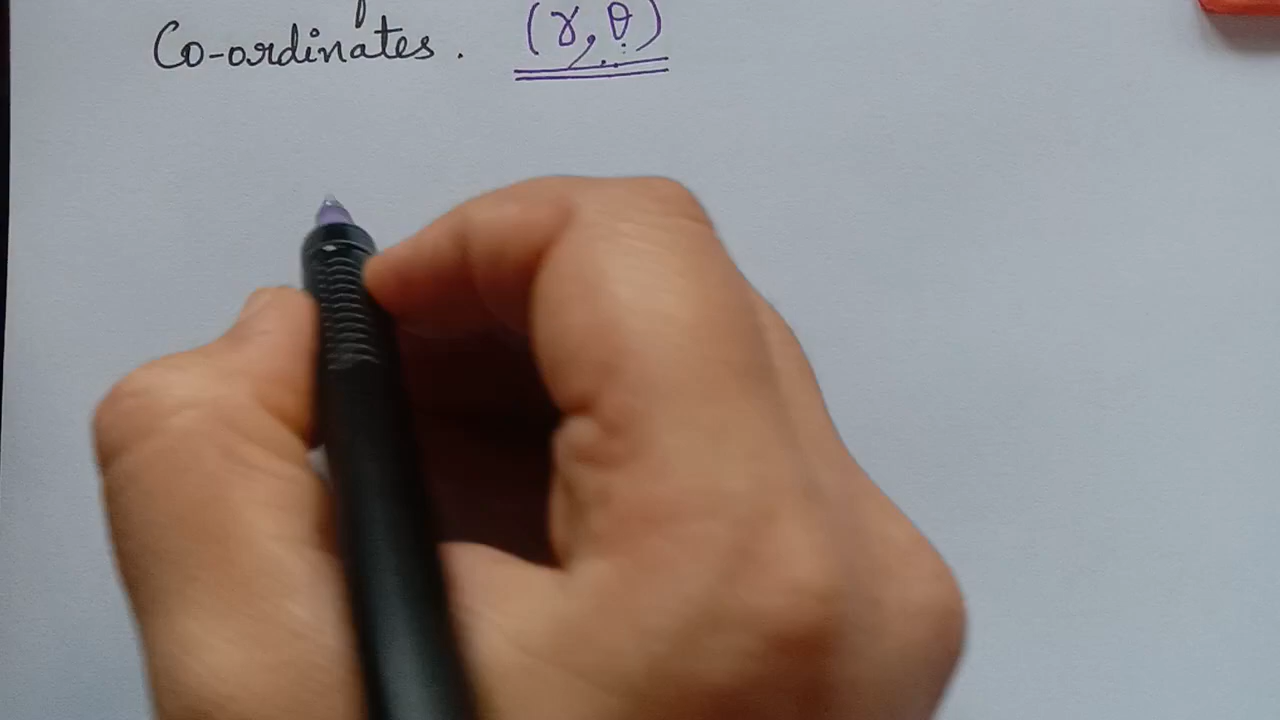 Co-ordinates. (r, θ)